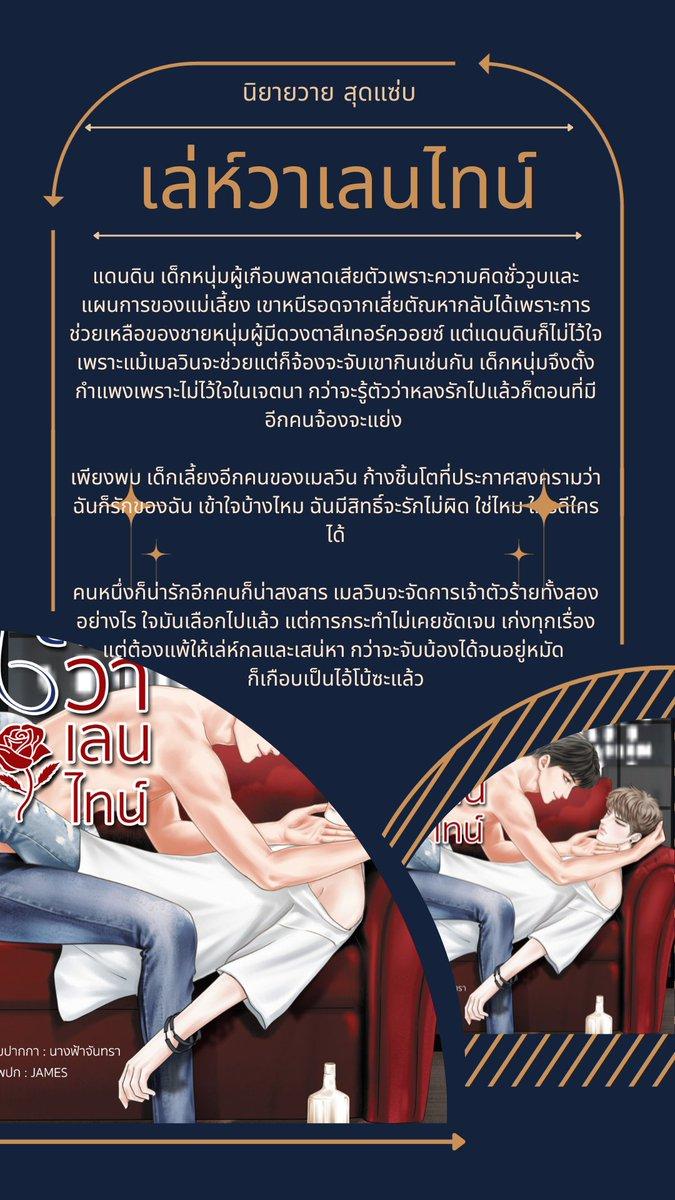 นิยายวาย สุดแซ่บ
เล่ห์วาเลนไทน์
แดนดิน เด็กหนุ่มผู้เกือบพลาดเสียตัวเพราะความคิดชั่ววูบและ
แผนการของแม่เลี้ยง เขาหนีรอดจากเสี่ยตัณหากลับได้เพราะการ
ช่วยเหลือของชายหนุ่มผู้มีดวงตาสีเทอร์ควอยซ์ แต่แดนดินก็ไม่ไว้ใจ
เพราะแม้เมลวินจะช่วยแต่ก็จ้องจะจับเขากินเช่นกัน เด็กหนุ่มจึงตั้ง
กำแพงเพราะไม่ไว้ใจในเจตนา กว่าจะรู้ตัวว่าหลงรักไปแล้วก็ตอนที่มี
อีกคนจ้องจะแย่ง
เพียงพบ เด็กเลี้ยงอีกคนของเมลวิน ก้างชิ้นโตที่ประกาศสงครามว่า
ฉันก็รักของฉัน เข้าใจบ้างไหม ฉันมีสิทธิ์จะรักไม่ผิด ใช่ไหม ใครดีใคร
ได้
คนหนึ่งก็น่ารักอีกคนก็น่าสงสาร เมลวินจะจัดการเจ้าตัวร้ายทั้งสอง
อย่างไร ใจมันเลือกไปแล้ว แต่การกระทำไม่เคยชัดเจน เก่งทุกเรื่อง
แต่ต้องแพ้ให้เล่ห์กลและเสน่หา กว่าจะจับน้องได้จนอยู่หมัด
ก็เกือบเป็นไอ้โบ้ซะแล้ว
วา
เลน
ไทน์
ปากกา : นางฟ้าจันทรา
ปก : JAMES